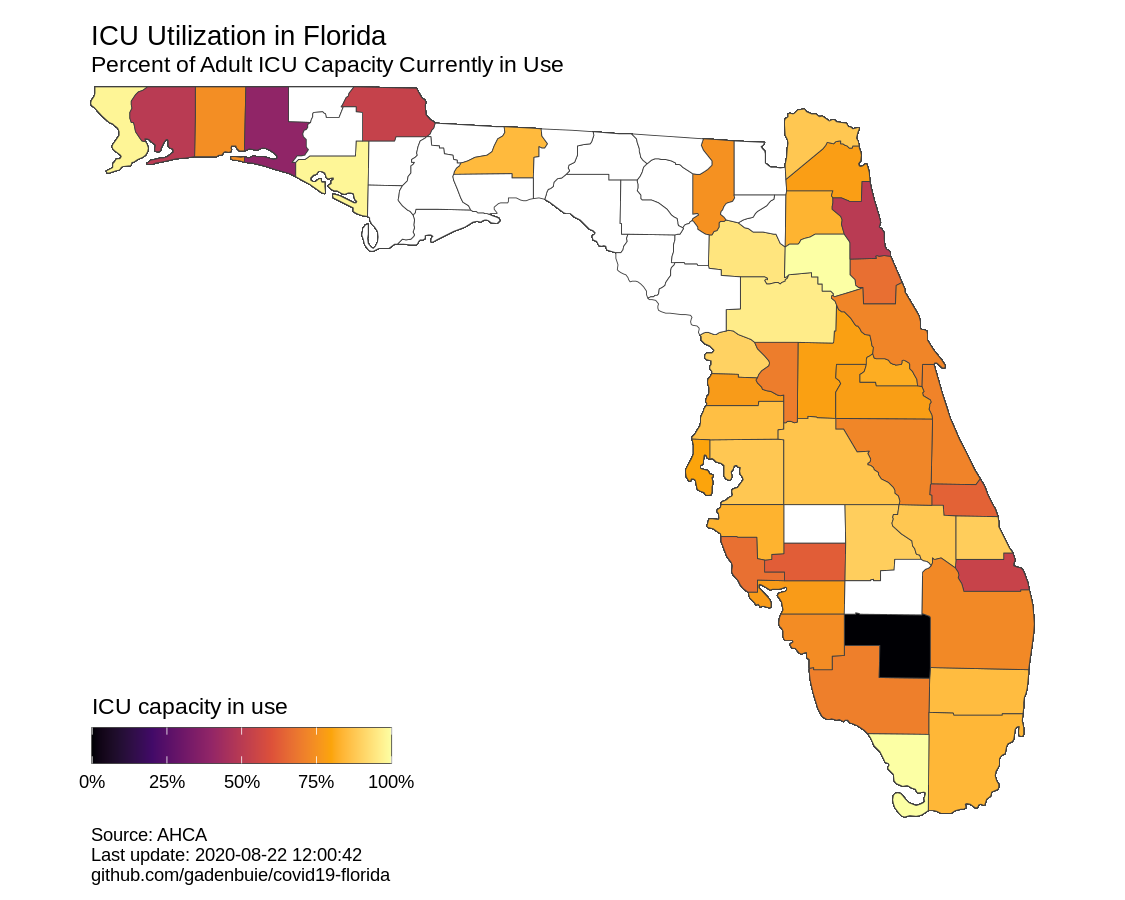 ICU Utilization in Florida
Percent of Adult ICU Capacity Currently in Use
ICU capacity in use
0% 25% 50% 75% 100%
Source: AHCA
Last update: 2020-08-22 12:00:42
github.com/gadenbuie/covid19-florida